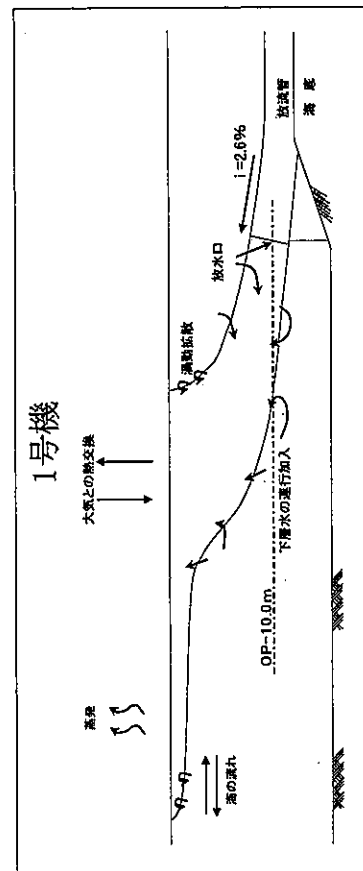 1号機
大気との熱交換
蒸発
渦動拡散
i=2.6%
放流管
海底
放水口
下層水の連行加入
OP-10.0m
海の流れ